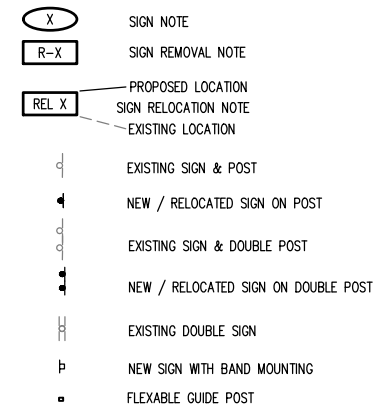 X SIGN NOTE
R-X SIGN REMOVAL NOTE
PROPOSED LOCATION
REL X SIGN RELOCATION NOTE
EXISTING LOCATION
EXISTING SIGN & POST
NEW / RELOCATED SIGN ON POST
EXISTING SIGN & DOUBLE POST
NEW / RELOCATED SIGN ON DOUBLE POST
EXISTING DOUBLE SIGN
NEW SIGN WITH BAND MOUNTING
FLEXABLE GUIDE POST